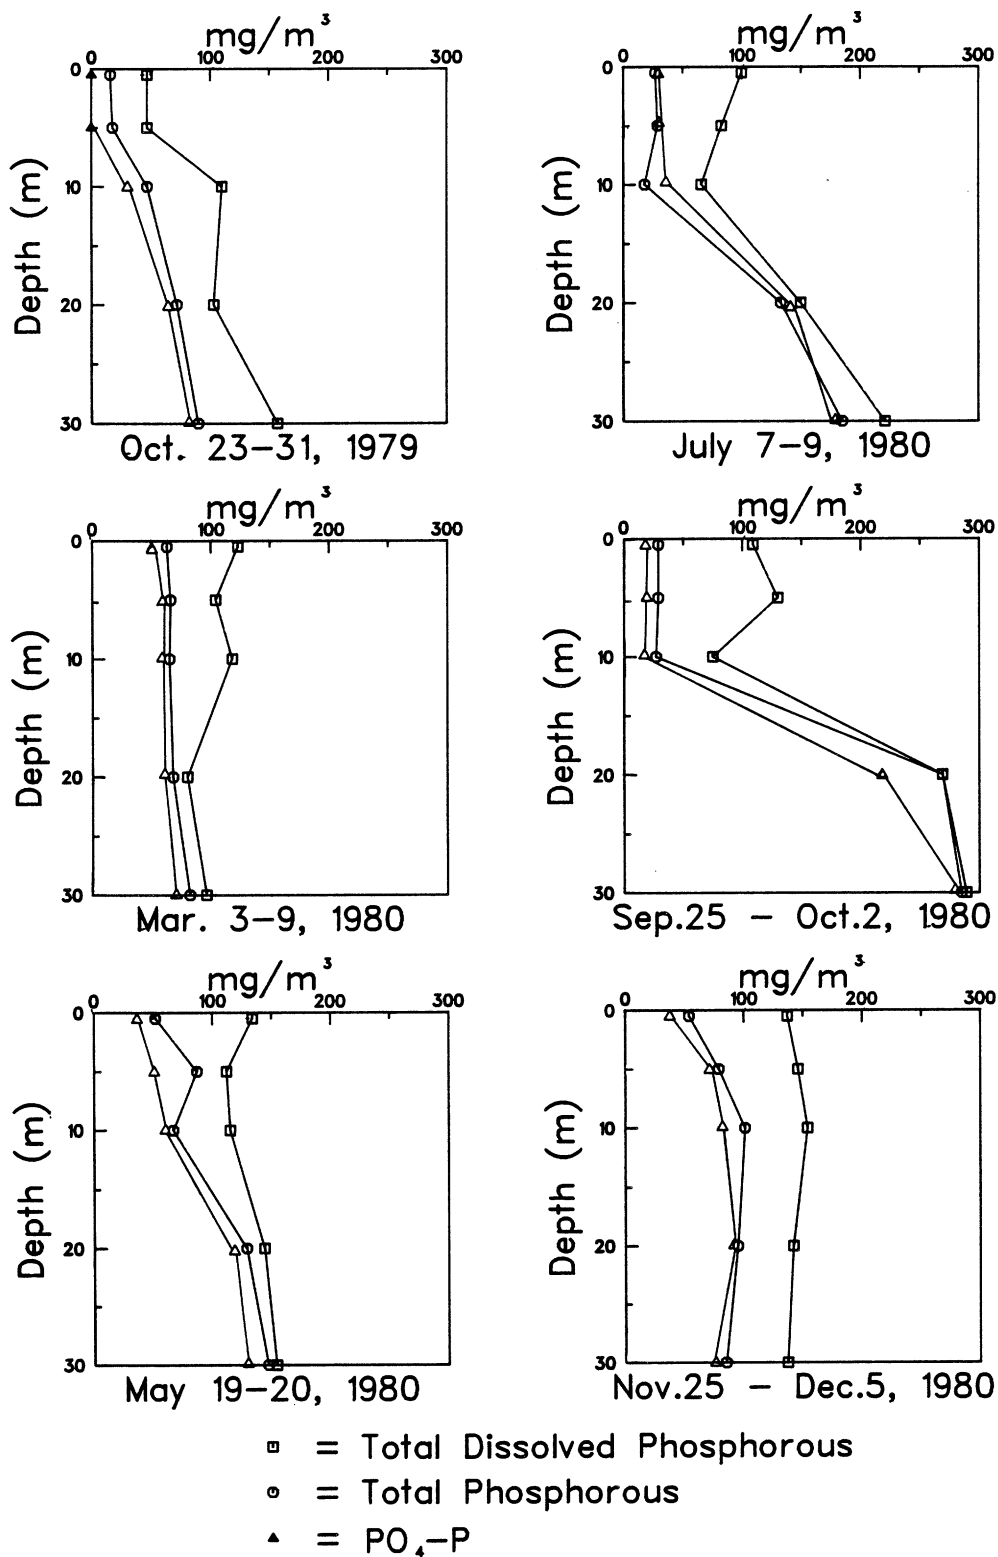 mg/m³ mg/m³
0 100 200 300 0 100 200 300
0 0
Depth (m) Depth (m)
10 10
20 20
30 30
Oct. 23-31, 1979 July 7-9, 1980
mg/m³ mg/m³
0 100 200 300 0 100 200 300
0 0
Depth (m) Depth (m)
10 10
20 20
30 30
Mar. 3-9, 1980 Sep.25 - Oct.2, 1980
mg/m³ mg/m³
0 100 200 300 0 100 200 300
0 0
Depth (m) Depth (m)
10 10
20 20
30 30
May 19-20, 1980 Nov.25 - Dec.5, 1980
= Total Dissolved Phosphorous
= Total Phosphorous
= PO₄-P